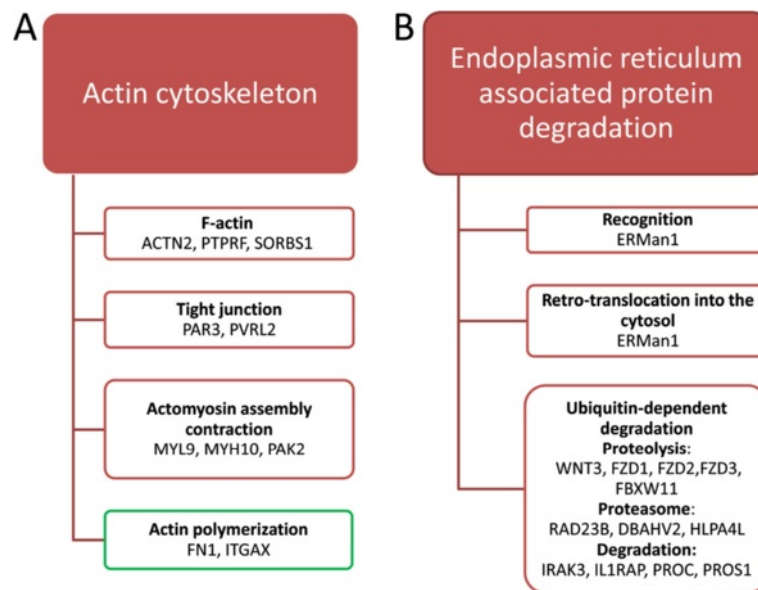 A
Actin cytoskeleton
F-actin
ACTN2, PTPRF, SORBS1
Tight junction
PAR3, PVRL2
Actomyosin assembly
contraction
MYL9, MYH10, PAK2
Actin polymerization
FN1, ITGAX
B
Endoplasmic reticulum
associated protein
degradation
Recognition
ERMan1
Retro-translocation into the
cytosol
ERMan1
Ubiquitin-dependent
degradation
Proteolysis:
WNT3, FZD1, FZD2,FZD3,
FBXW11
Proteasome:
RAD23B, DBAHV2, HLPA4L
Degradation:
IRAK3, IL1RAP, PROC, PROS1